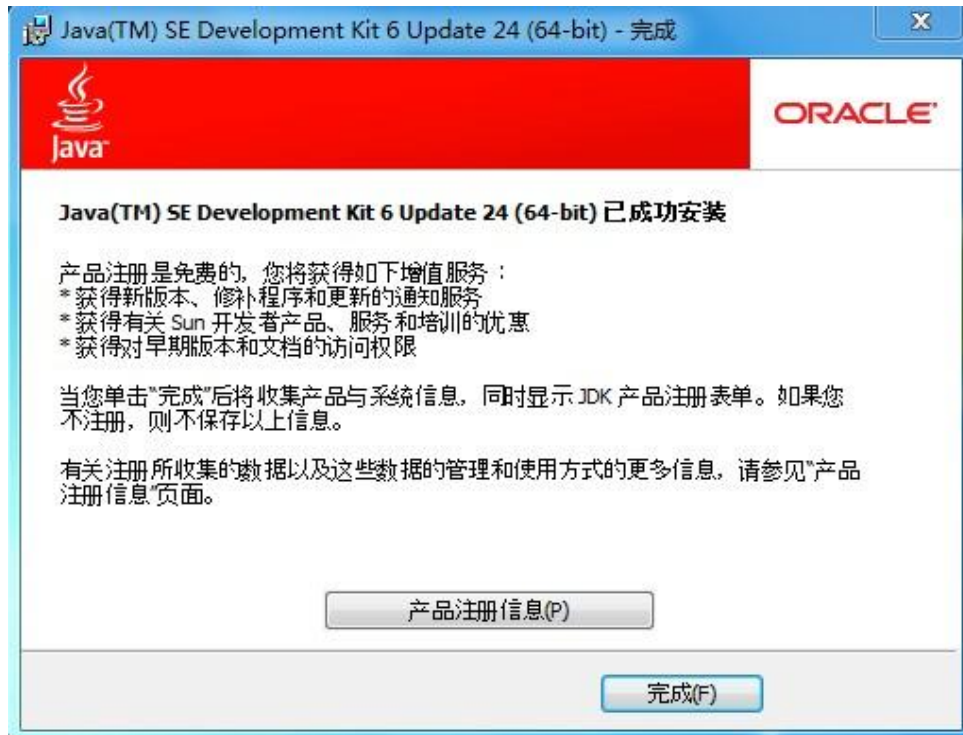 Java(TM) SE Development Kit 6 Update 24 (64-bit) - 完成
Java™
ORACLE®
Java(TM) SE Development Kit 6 Update 24 (64-bit) 已成功安装
产品注册是免费的，您将获得如下增值服务：
* 获得新版本、修补程序和更新的通知服务
* 获得有关 Sun 开发者产品、服务和培训的优惠
* 获得对早期版本和文档的访问权限
当您单击“完成”后将收集产品与系统信息，同时显示 JDK 产品注册表单。如果您
不注册，则不保存以上信息。
有关注册所收集的数据以及这些数据的管理和使用方式的更多信息，请参见“产品
注册信息”页面。
产品注册信息(P)
完成(F)